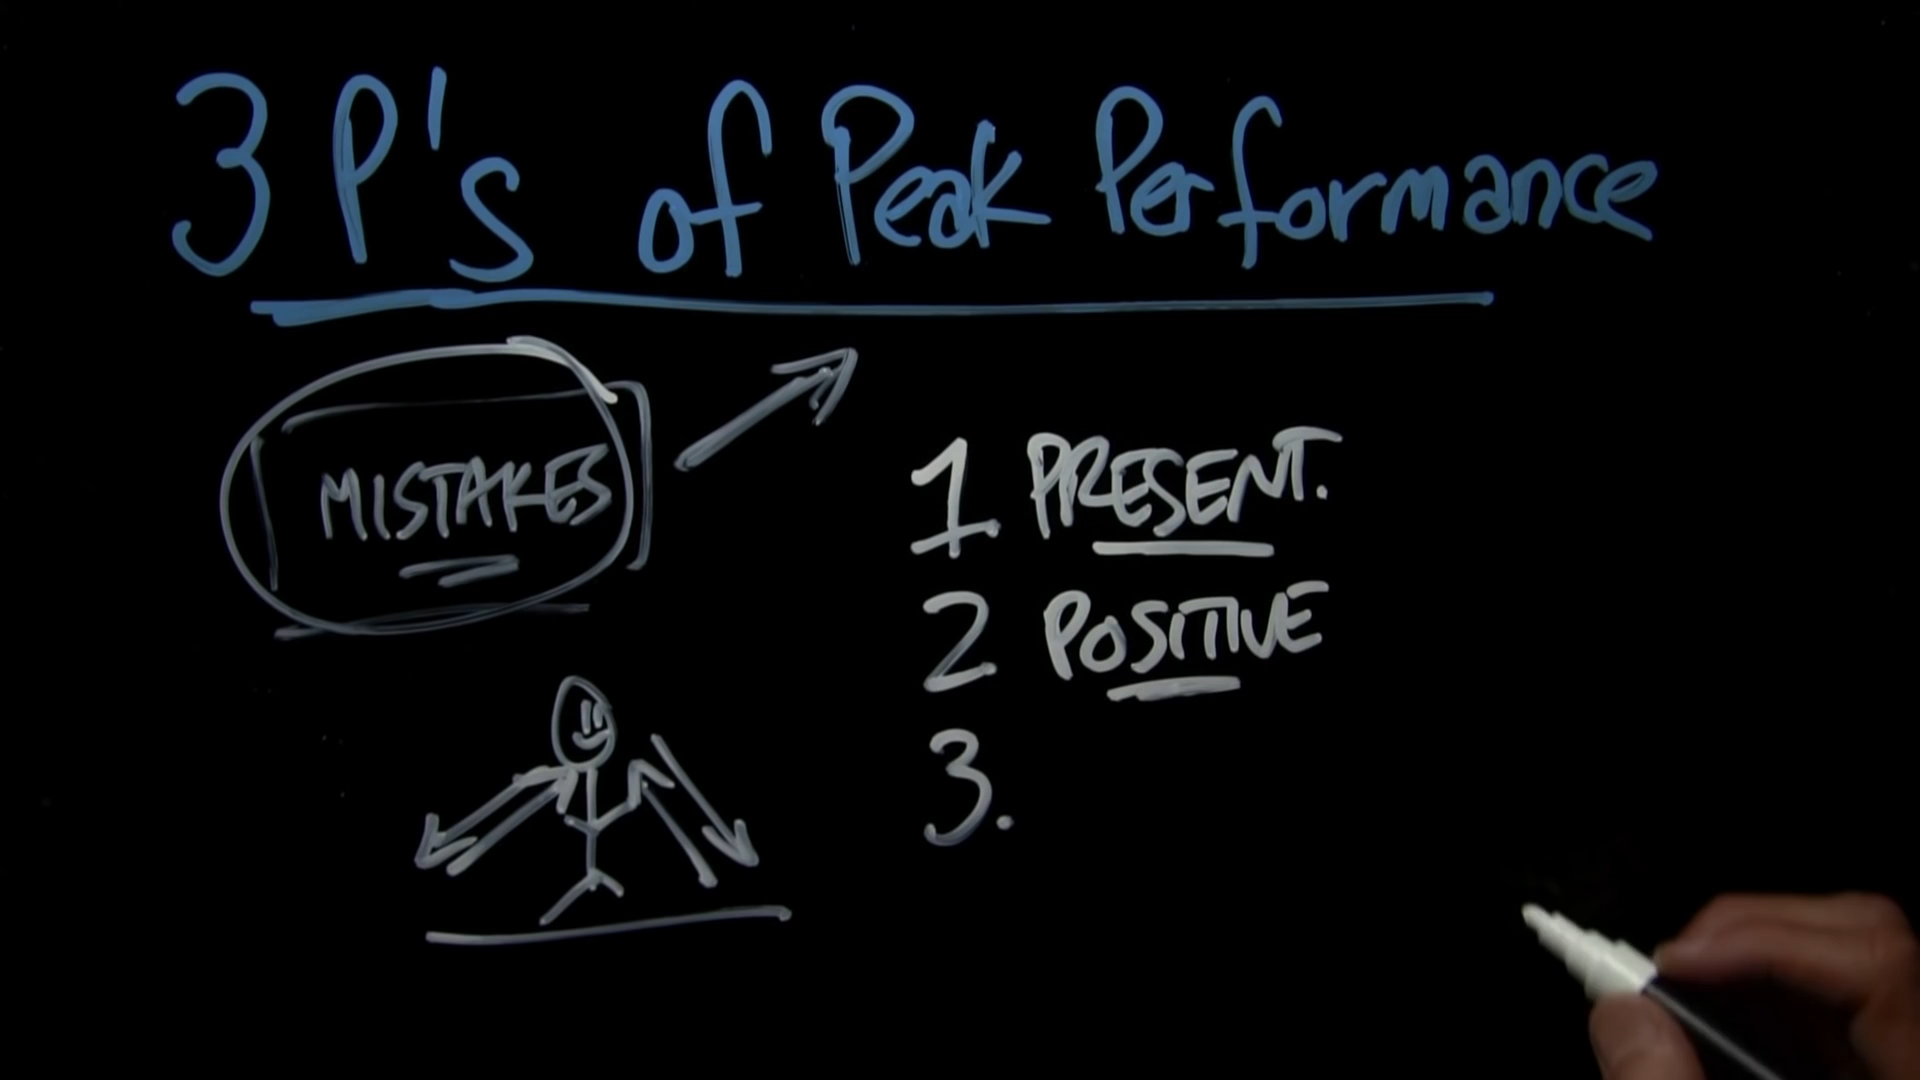 3 P's of Peak Performance
MISTAKES
1 PRESENT.
2 POSITIVE
3.